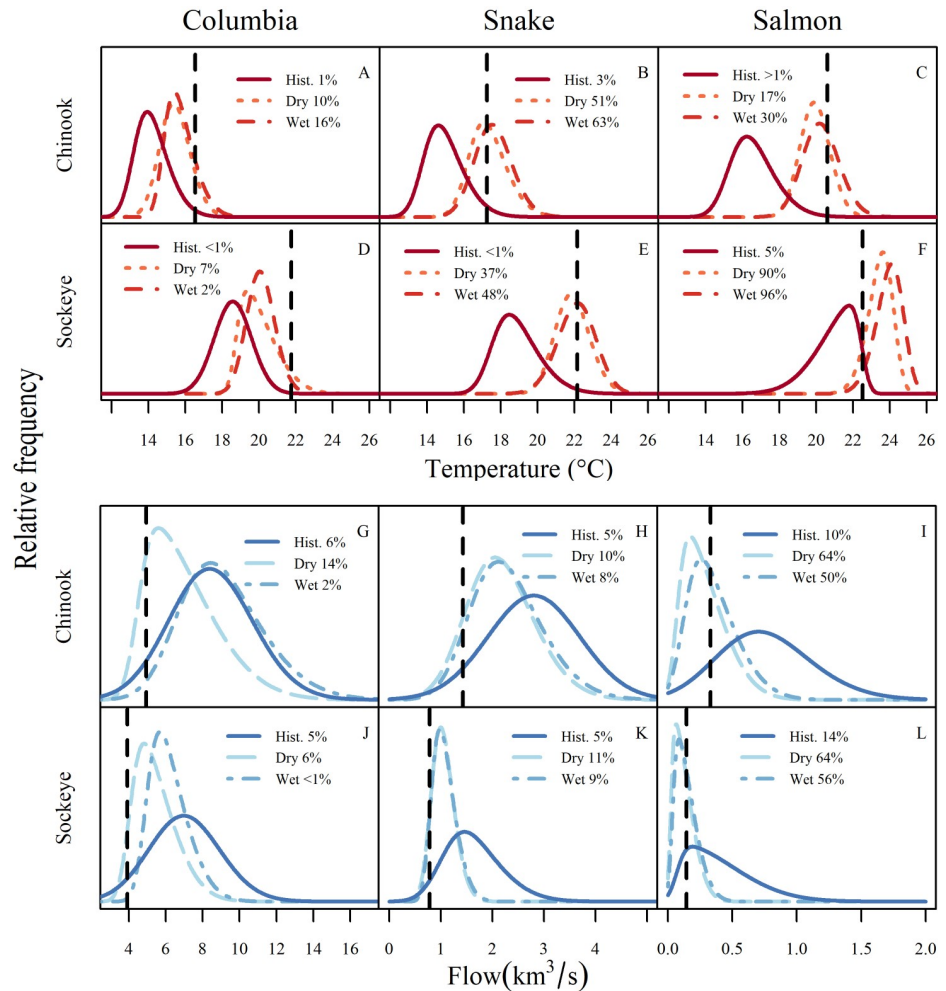 Columbia Snake Salmon
Relative frequency
Chinook
A
Hist. 1%
Dry 10%
Wet 16%
B
Hist. 3%
Dry 51%
Wet 63%
C
Hist. >1%
Dry 17%
Wet 30%
Sockeye
D
Hist. <1%
Dry 7%
Wet 2%
E
Hist. <1%
Dry 37%
Wet 48%
F
Hist. 5%
Dry 90%
Wet 96%
14 16 18 20 22 24 26 14 16 18 20 22 24 26 14 16 18 20 22 24 26
Temperature (°C)
Chinook
G
Hist. 6%
Dry 14%
Wet 2%
H
Hist. 5%
Dry 10%
Wet 8%
I
Hist. 10%
Dry 64%
Wet 50%
Sockeye
J
Hist. 5%
Dry 6%
Wet <1%
K
Hist. 5%
Dry 11%
Wet 9%
L
Hist. 14%
Dry 64%
Wet 56%
4 6 8 10 12 14 16 0 1 2 3 4 5 0.0 0.5 1.0 1.5 2.0
Flow(km³/s)